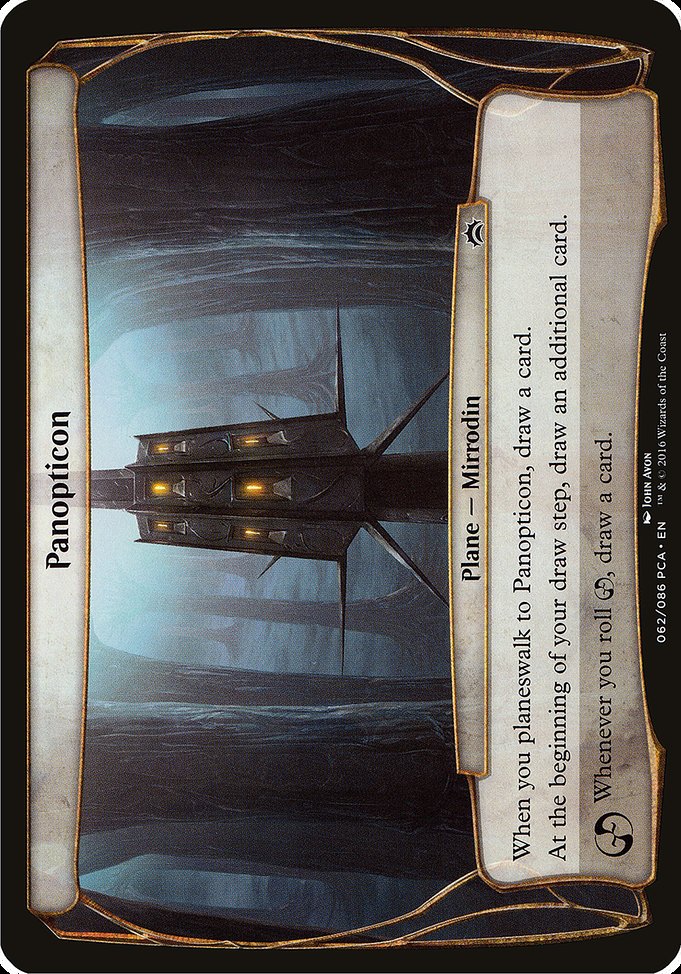 Panopticon
Plane — Mirrodin
When you planeswalk to Panopticon, draw a card.
At the beginning of your draw step, draw an additional card.
Whenever you roll , draw a card.
062/086 PCA • EN JOHN AVON
™ & © 2016 Wizards of the Coast